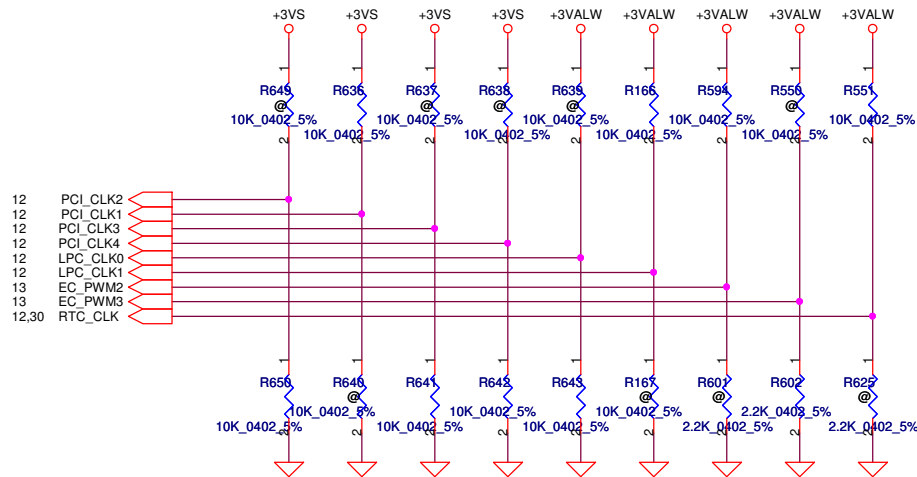 +3VS +3VS +3VS +3VS +3VALW +3VALW +3VALW +3VALW +3VALW
1 1 1 1 1 1 1 1 1
R649 R636 R637 R638 R639 R166 R594 R550 R551
@ @ @ @ @
10K_0402_5% 10K_0402_5% 10K_0402_5% 10K_0402_5%
10K_0402_5% 10K_0402_5% 10K_0402_5% 10K_0402_5% 10K_0402_5%
2 2 2 2 2 2 2 2 2
12 PCI_CLK2
12 PCI_CLK1
12 PCI_CLK3
12 PCI_CLK4
12 LPC_CLK0
12 LPC_CLK1
13 EC_PWM2
13 EC_PWM3
12,30 RTC_CLK
1 1 1 1 1 1 1 1 1
R650 R640 R641 R642 R643 R167 R601 R602 R625
@ @ @ @
10K_0402_5% 10K_0402_5% 10K_0402_5% 2.2K_0402_5%
10K_0402_5% 10K_0402_5% 10K_0402_5% 2.2K_0402_5% 2.2K_0402_5%
2 2 2 2 2 2 2 2 2